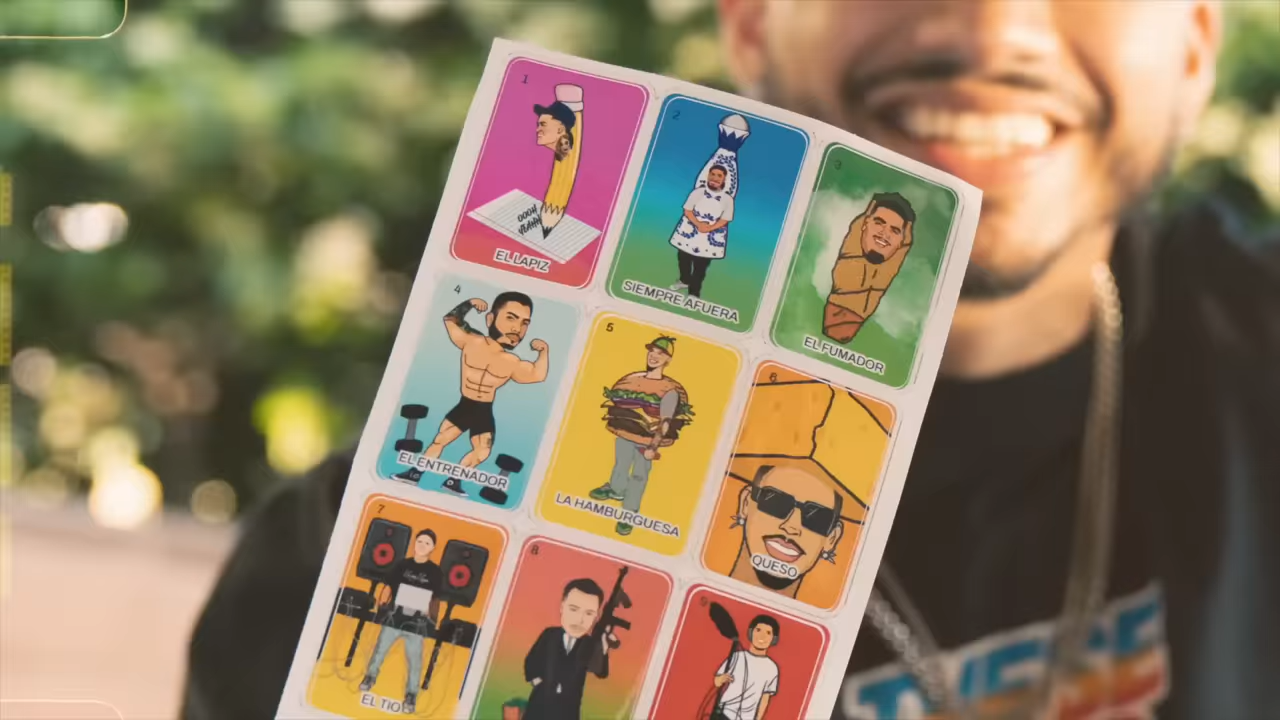 1
OOOH
YEAHH
EL LAPIZ
2
SIEMPRE AFUERA
3
EL FUMADOR
4
EL ENTRENADOR
5
LA HAMBURGUESA
6
QUESO
7
EL TIO
8
9